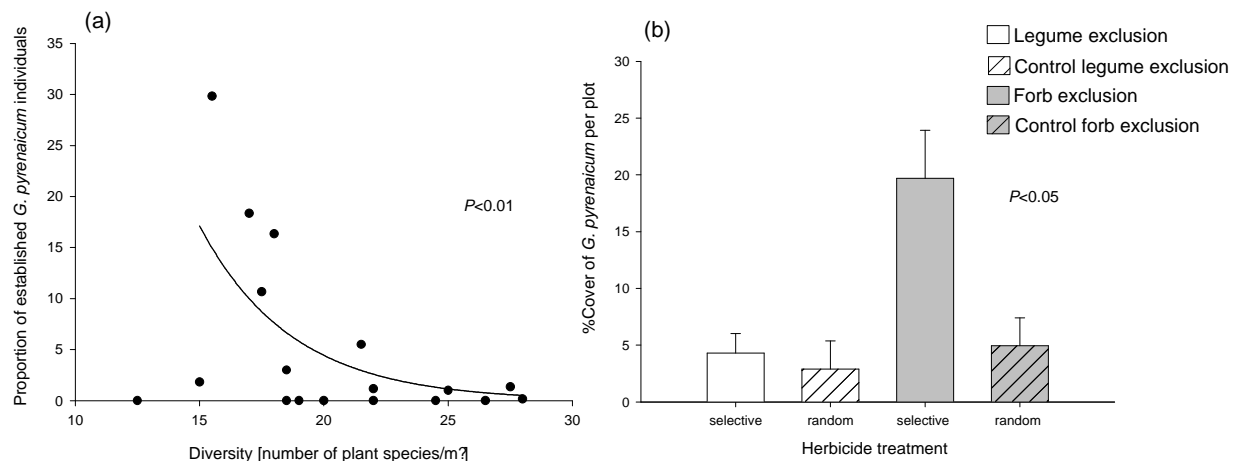 (a)
35
30
25
20
15
10
5
0
10
15
20
25
30
P<0.01
Proportion of established G. pyrenaicum individuals
Diversity [number of plant species/m?]
(b)
Legume exclusion
Control legume exclusion
Forb exclusion
Control forb exclusion
30
25
20
15
10
5
0
P<0.05
%Cover of G. pyrenaicum per plot
selective
random
selective
random
Herbicide treatment